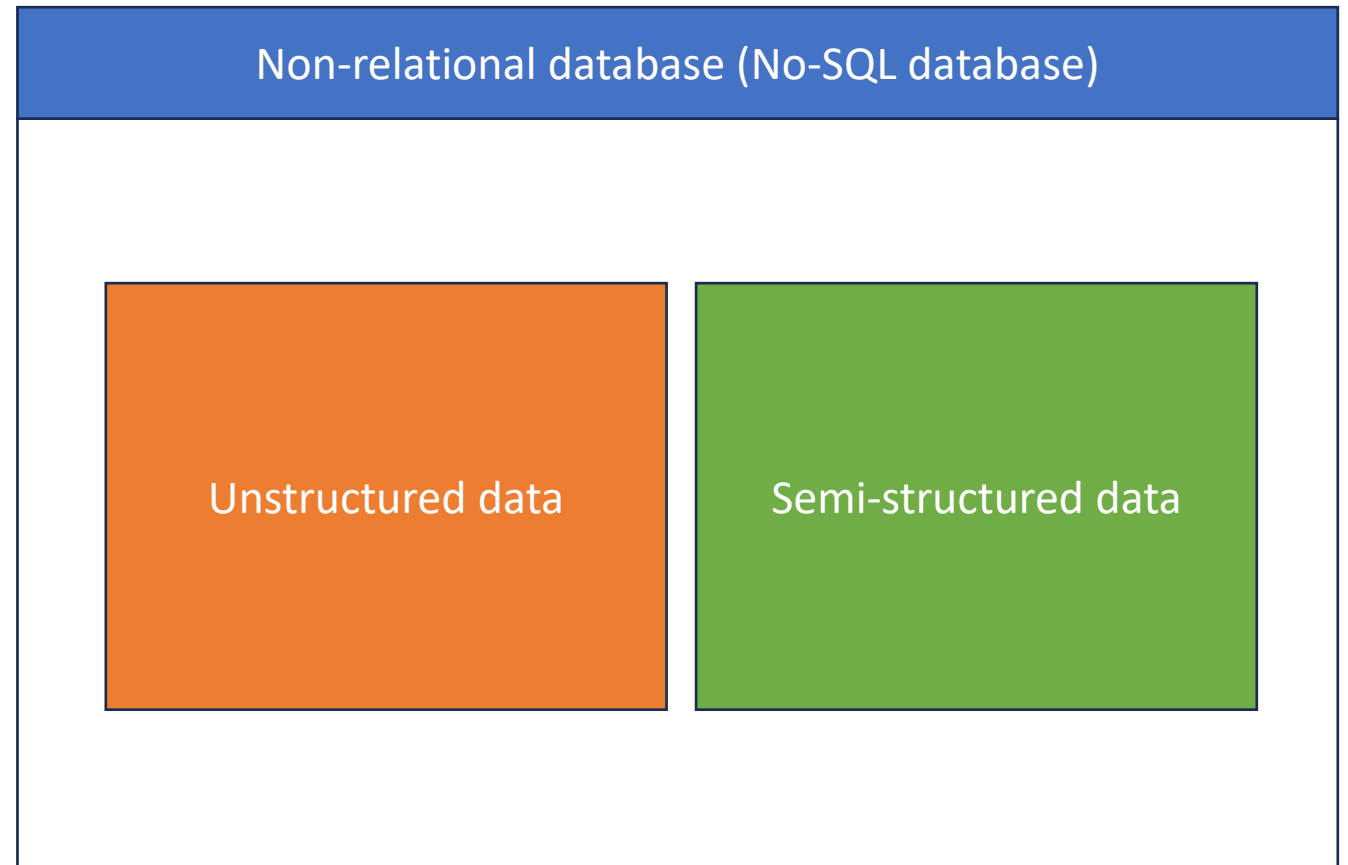 Non-relational database (No-SQL database)
Unstructured data
Semi-structured data